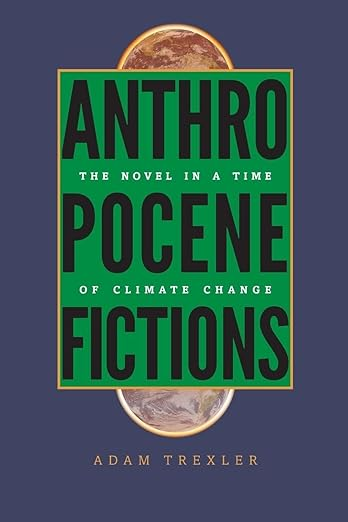 ANTHRO
THE NOVEL IN A TIME
POCENE
OF CLIMATE CHANGE
FICTIONS
ADAM TREXLER